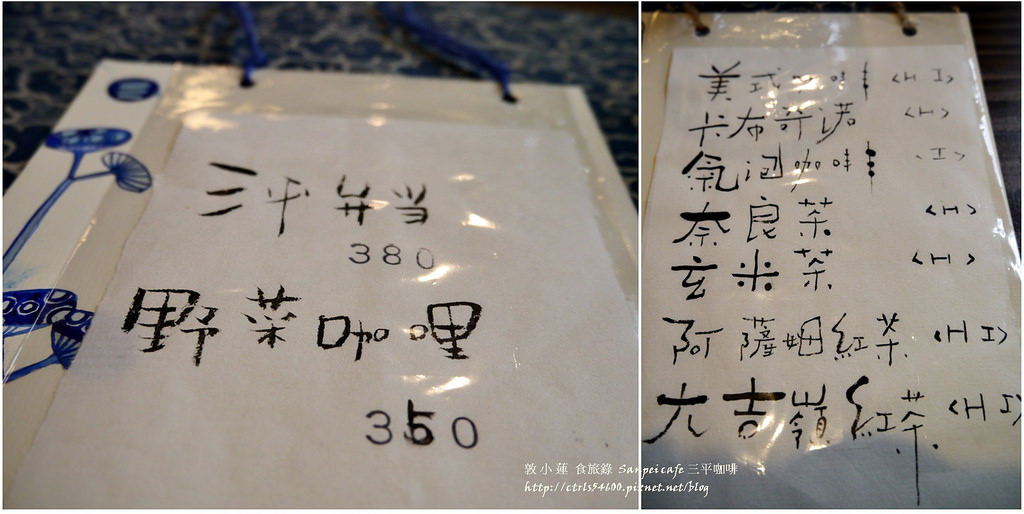 三平弁当
380
野菜咖哩
350
美式咖啡 <H I>
卡布奇诺 <H>
氣泡咖啡 <I>
奈良茶 <H>
玄米茶 <H>
阿薩姆紅茶 <H I>
大吉嶺紅茶 <H I>
敦小蓮 食旅錄 Sanpei cafe 三平咖啡
http://ctrls54600.pixnet.net/blog